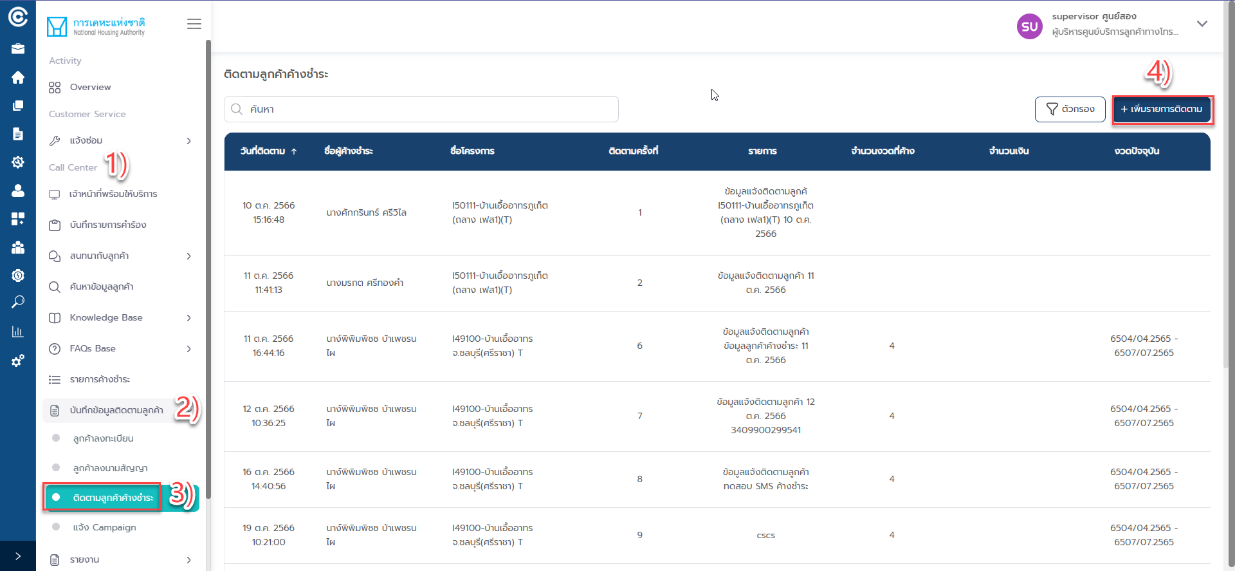 การเคหะแห่งชาติ
National Housing Authority
supervisor ศูนย์สอง
SU
ผู้บริหารศูนย์บริการลูกค้าทางโทร...
Activity
Overview
Customer Service
แจ้งซ่อม
Call Center
1)
เจ้าหน้าที่พร้อมให้บริการ
บันทึกรายการคำร้อง
สนทนากับลูกค้า
ค้นหาข้อมูลลูกค้า
Knowledge Base
FAQs Base
รายการค้างชำระ
บันทึกข้อมูลติดตามลูกค้า
2)
ลูกค้าลงทะเบียน
ลูกค้าลงนามสัญญา
ติดตามลูกค้าค้างชำระ
3)
แจ้ง Campaign
รายงาน
ติดตามลูกค้าค้างชำระ
4)
ค้นหา
ตัวกรอง
+ เพิ่มรายการติดตาม
วันที่ติดตาม ↑ ชื่อผู้ค้างชำระ ชื่อโครงการ ติดตามครั้งที่ รายการ จำนวนงวดที่ค้าง จำนวนเงิน งวดปัจจุบัน
10 ต.ค. 2566
15:16:48
นางศักกรินทร์ ศรีวิไล
I50111-บ้านเอื้ออาทรภูเก็ต
(ถลาง เฟส1)(T)
1
ข้อมูลแจ้งติดตามลูกค้
I50111-บ้านเอื้ออาทรภูเก็ต
(ถลาง เฟส1)(T) 10 ต.ค.
2566
11 ต.ค. 2566
11:41:13
นางมรกต ศรีทองคำ
I50111-บ้านเอื้ออาทรภูเก็ต
(ถลาง เฟส1)(T)
2
ข้อมูลแจ้งติดตามลูกค้า 11
ต.ค. 2566
11 ต.ค. 2566
16:44:16
นางพิพิมพิชช บ้าเพชรน
ไผ
I49100-บ้านเอื้ออาทร
จ.ชลบุรี(ศรีราชา) T
6
ข้อมูลแจ้งติดตามลูกค้า
ข้อมูลลูกค้าค้างชำระ 11
ต.ค. 2566
4
6504/04.2565 -
6507/07.2565
12 ต.ค. 2566
10:36:25
นางพิพิมพิชช บ้าเพชรน
ไผ
I49100-บ้านเอื้ออาทร
จ.ชลบุรี(ศรีราชา) T
7
ข้อมูลแจ้งติดตามลูกค้า 12
ต.ค. 2566
3409900299541
4
6504/04.2565 -
6507/07.2565
16 ต.ค. 2566
14:40:56
นางพิพิมพิชช บ้าเพชรน
ไผ
I49100-บ้านเอื้ออาทร
จ.ชลบุรี(ศรีราชา) T
8
ข้อมูลแจ้งติดตามลูกค้า
ทดสอบ SMS ค้างชำระ
4
6504/04.2565 -
6507/07.2565
19 ต.ค. 2566
10:21:00
นางพิพิมพิชช บ้าเพชรน
ไผ
I49100-บ้านเอื้ออาทร
จ.ชลบุรี(ศรีราชา) T
9
cscs
4
6504/04.2565 -
6507/07.2565